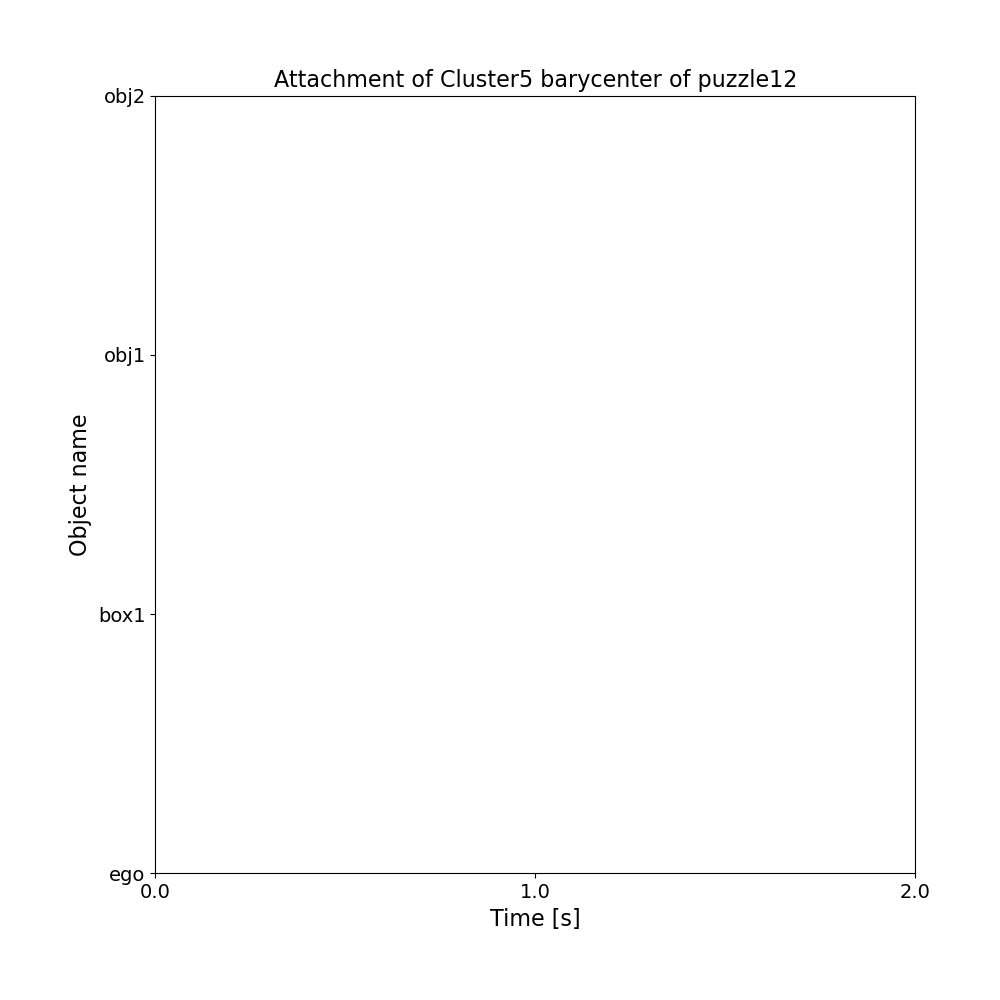 Attachment of Cluster5 barycenter of puzzle12
obj2
obj1
Object name
box1
ego
0.0 1.0 2.0
Time [s]